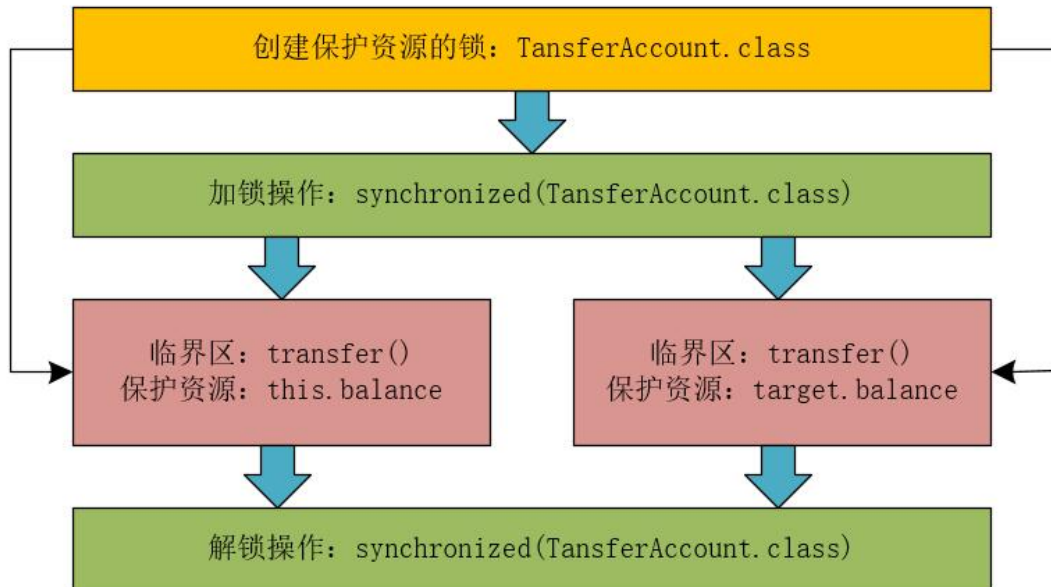 创建保护资源的锁：TansferAccount.class
加锁操作：synchronized(TansferAccount.class)
临界区：transfer()
保护资源：this.balance
临界区：transfer()
保护资源：target.balance
解锁操作：synchronized(TansferAccount.class)